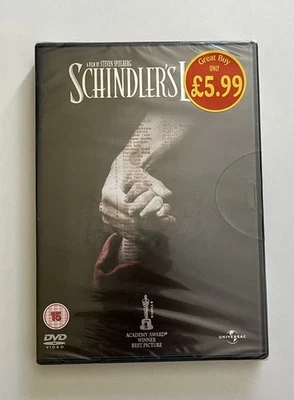 A FILM BY STEVEN SPIELBERG
SCHINDLER'S L
Great Buy
ONLY
£5.99
15
DVD
VIDEO
ACADEMY AWARD®
WINNER
BEST PICTURE
UNIVERSAL